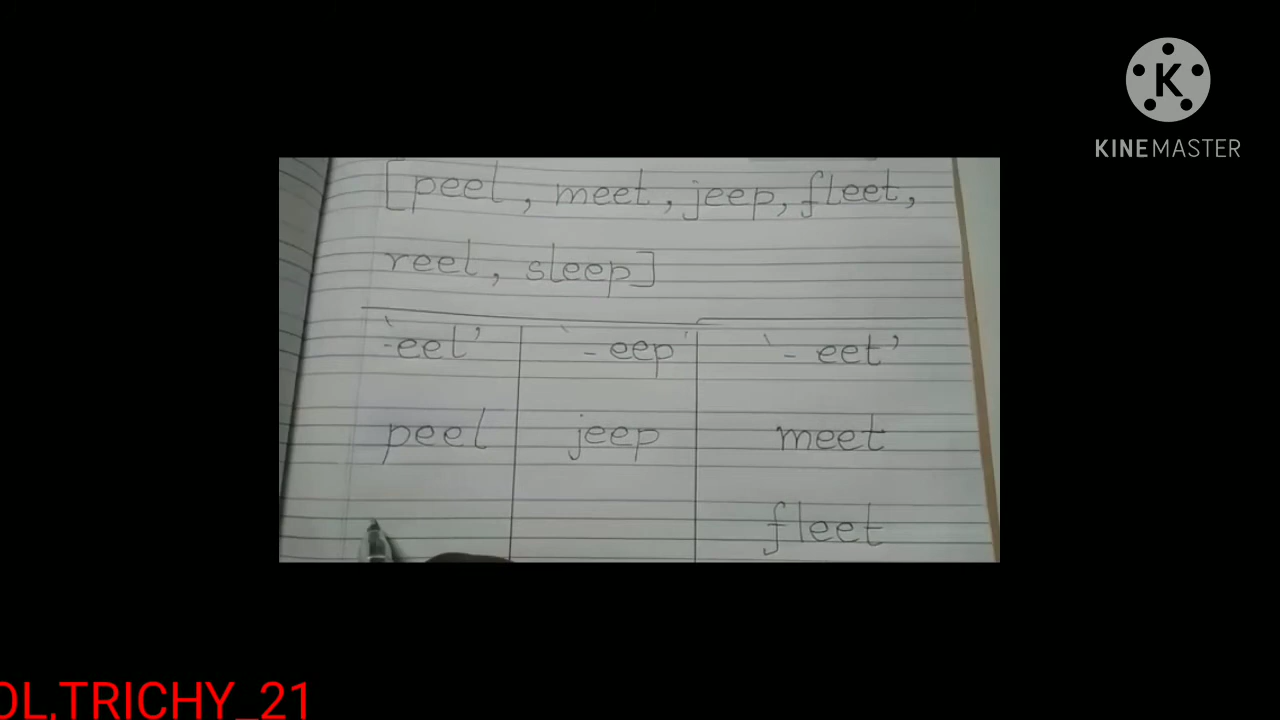 [peel, meet, jeep, fleet,
reel, sleep]
'-eel' '-eep' '- eet'
peel jeep meet
fleet
KINEMASTER
OL,TRICHY_21